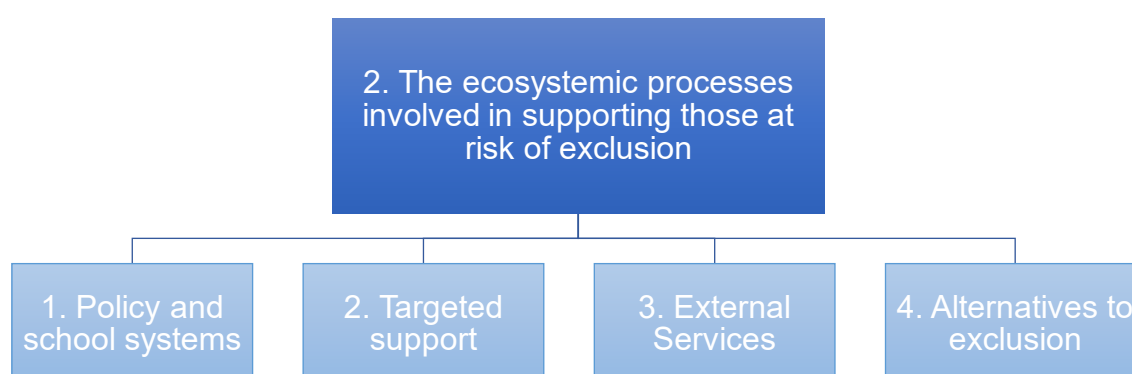 2. The ecosystemic processes
involved in supporting those at
risk of exclusion
1. Policy and
school systems
2. Targeted
support
3. External
Services
4. Alternatives to
exclusion